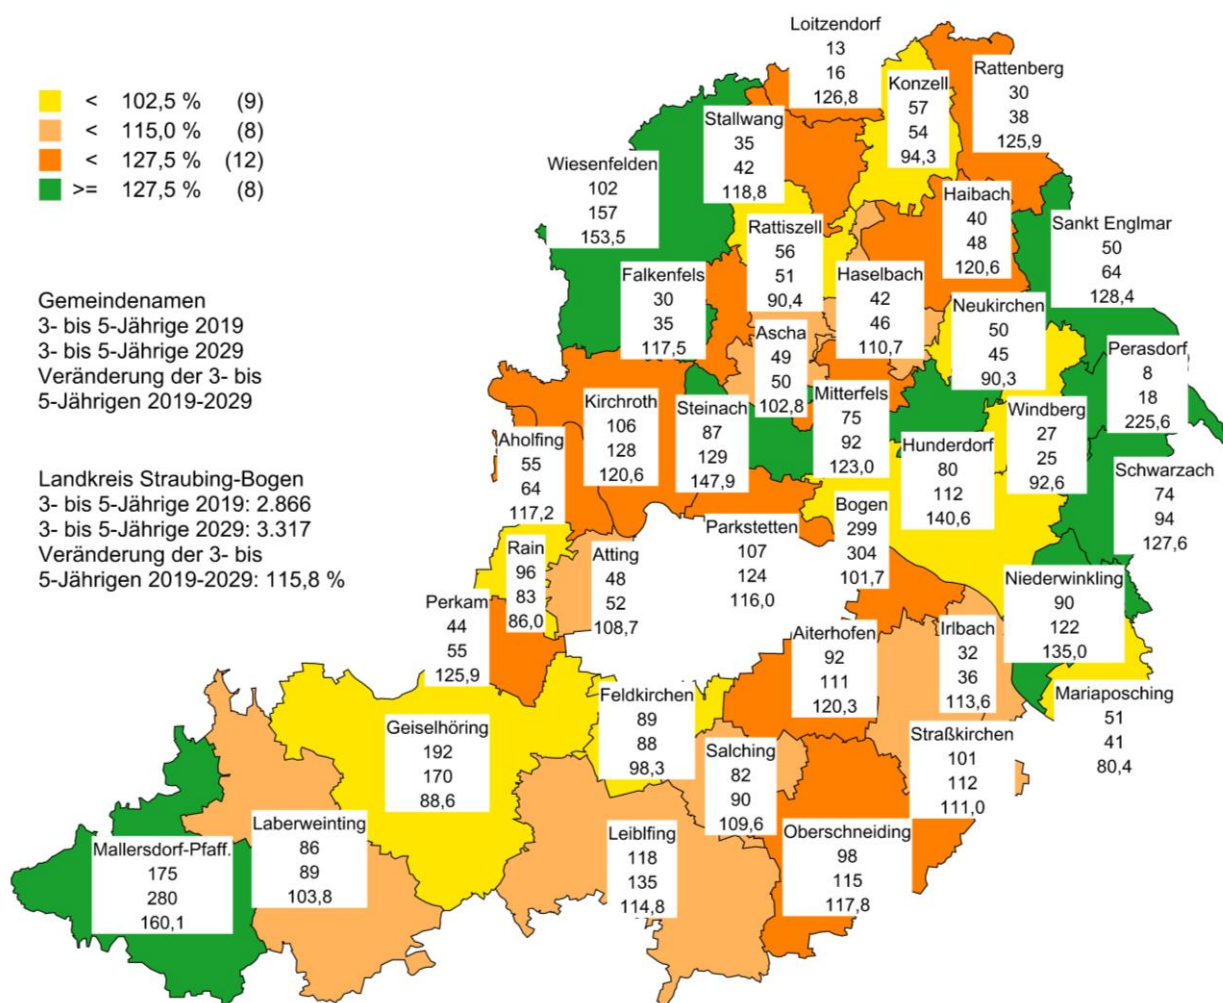 < 102,5 % (9)
< 115,0 % (8)
< 127,5 % (12)
>= 127,5 % (8)
Gemeindenamen
3- bis 5-Jährige 2019
3- bis 5-Jährige 2029
Veränderung der 3- bis
5-Jährigen 2019-2029
Landkreis Straubing-Bogen
3- bis 5-Jährige 2019: 2.866
3- bis 5-Jährige 2029: 3.317
Veränderung der 3- bis
5-Jährigen 2019-2029: 115,8 %
Loitzendorf
13
16
126,8
Konzell
57
54
94,3
Rattenberg
30
38
125,9
Stallwang
35
42
118,8
Wiesenfelden
102
157
153,5
Haibach
40
48
120,6
Sankt Englmar
50
64
128,4
Rattiszell
56
51
90,4
Falkenfels
30
35
117,5
Haselbach
42
46
110,7
Neukirchen
50
45
90,3
Ascha
49
50
102,8
Perasdorf
8
18
225,6
Kirchroth
106
128
120,6
Steinach
87
129
147,9
Mitterfels
75
92
123,0
Windberg
27
25
92,6
Aholfing
55
64
117,2
Hunderdorf
80
112
140,6
Schwarzach
74
94
127,6
Bogen
299
304
101,7
Parkstetten
107
124
116,0
Rain
96
83
86,0
Atting
48
52
108,7
Niederwinkling
90
122
135,0
Perkam
44
55
125,9
Aiterhofen
92
111
120,3
Irlbach
32
36
113,6
Mariaposching
51
41
80,4
Feldkirchen
89
88
98,3
Geiselhöring
192
170
88,6
Straßkirchen
101
112
111,0
Salching
82
90
109,6
Laberweinting
86
89
103,8
Leiblfing
118
135
114,8
Oberschneiding
98
115
117,8
Mallersdorf-Pfaff.
175
280
160,1